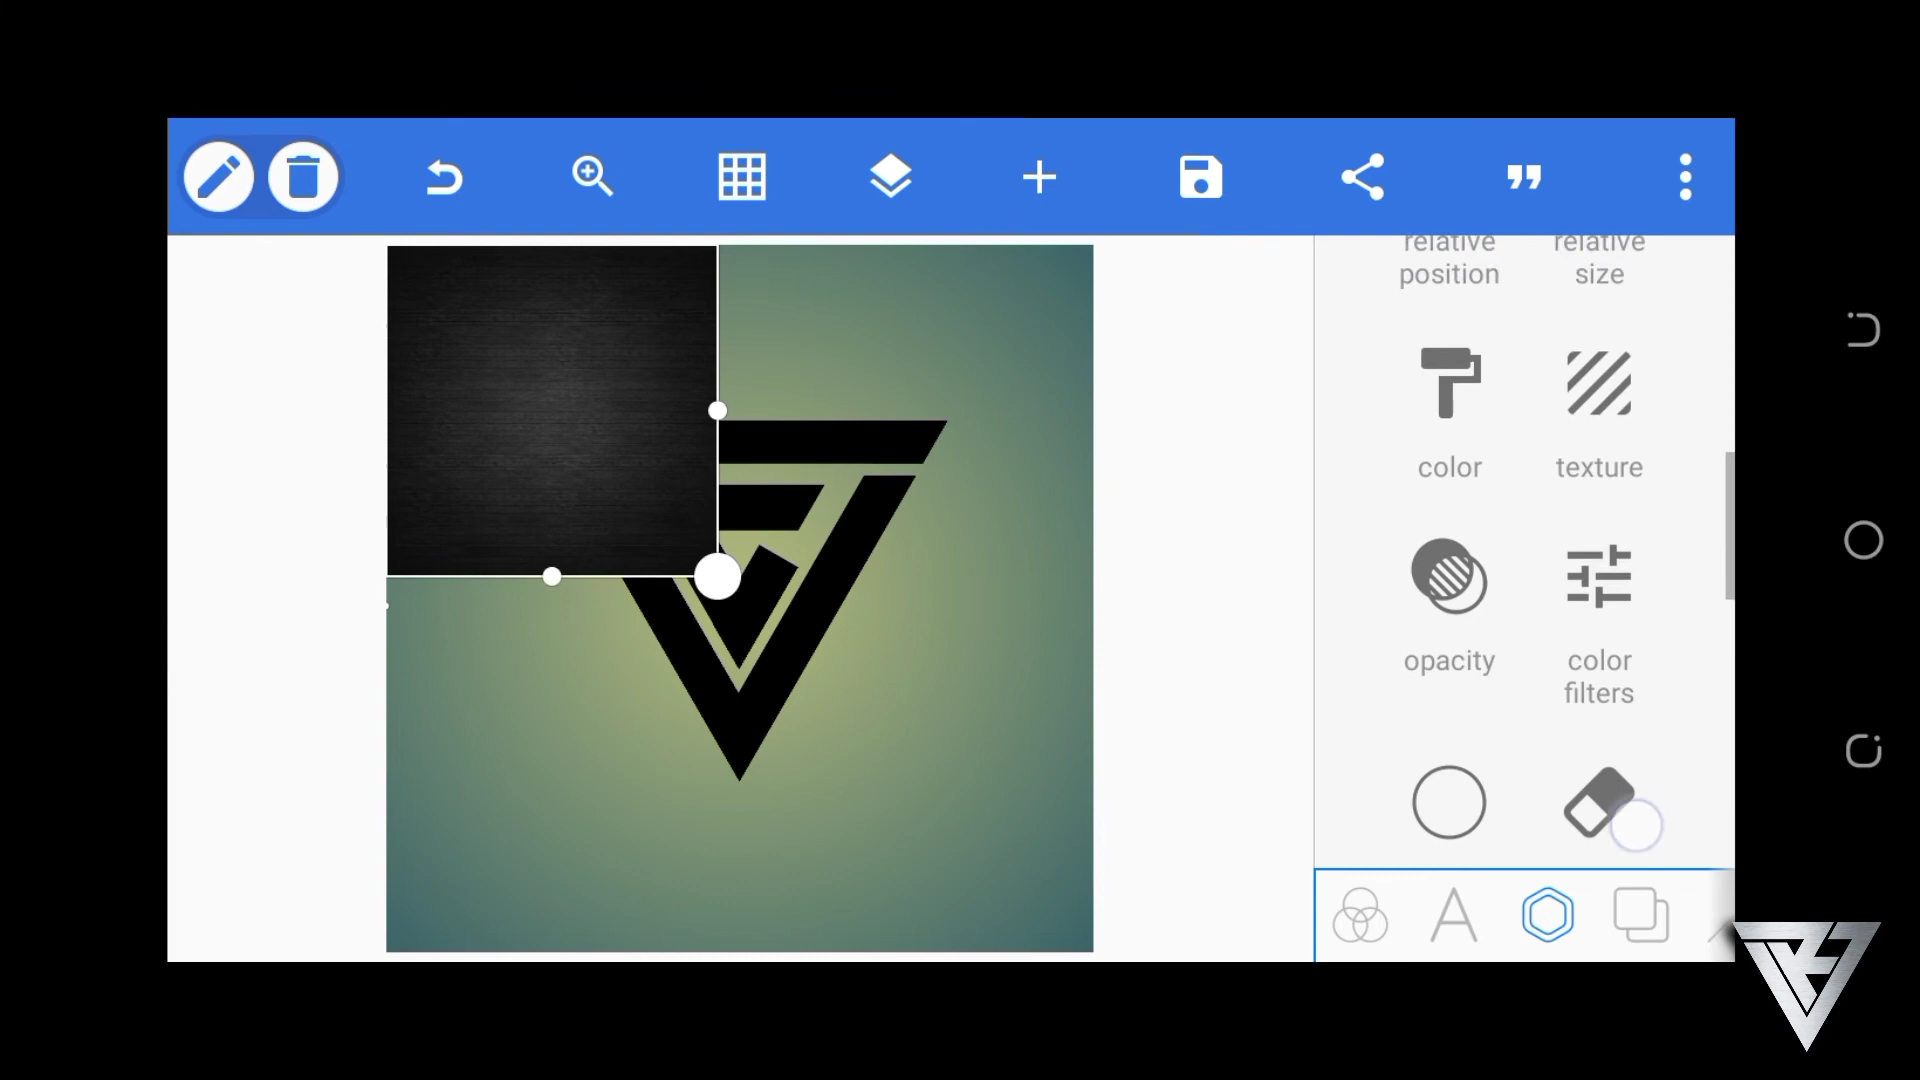 relative position
relative size
color
texture
opacity
color filters